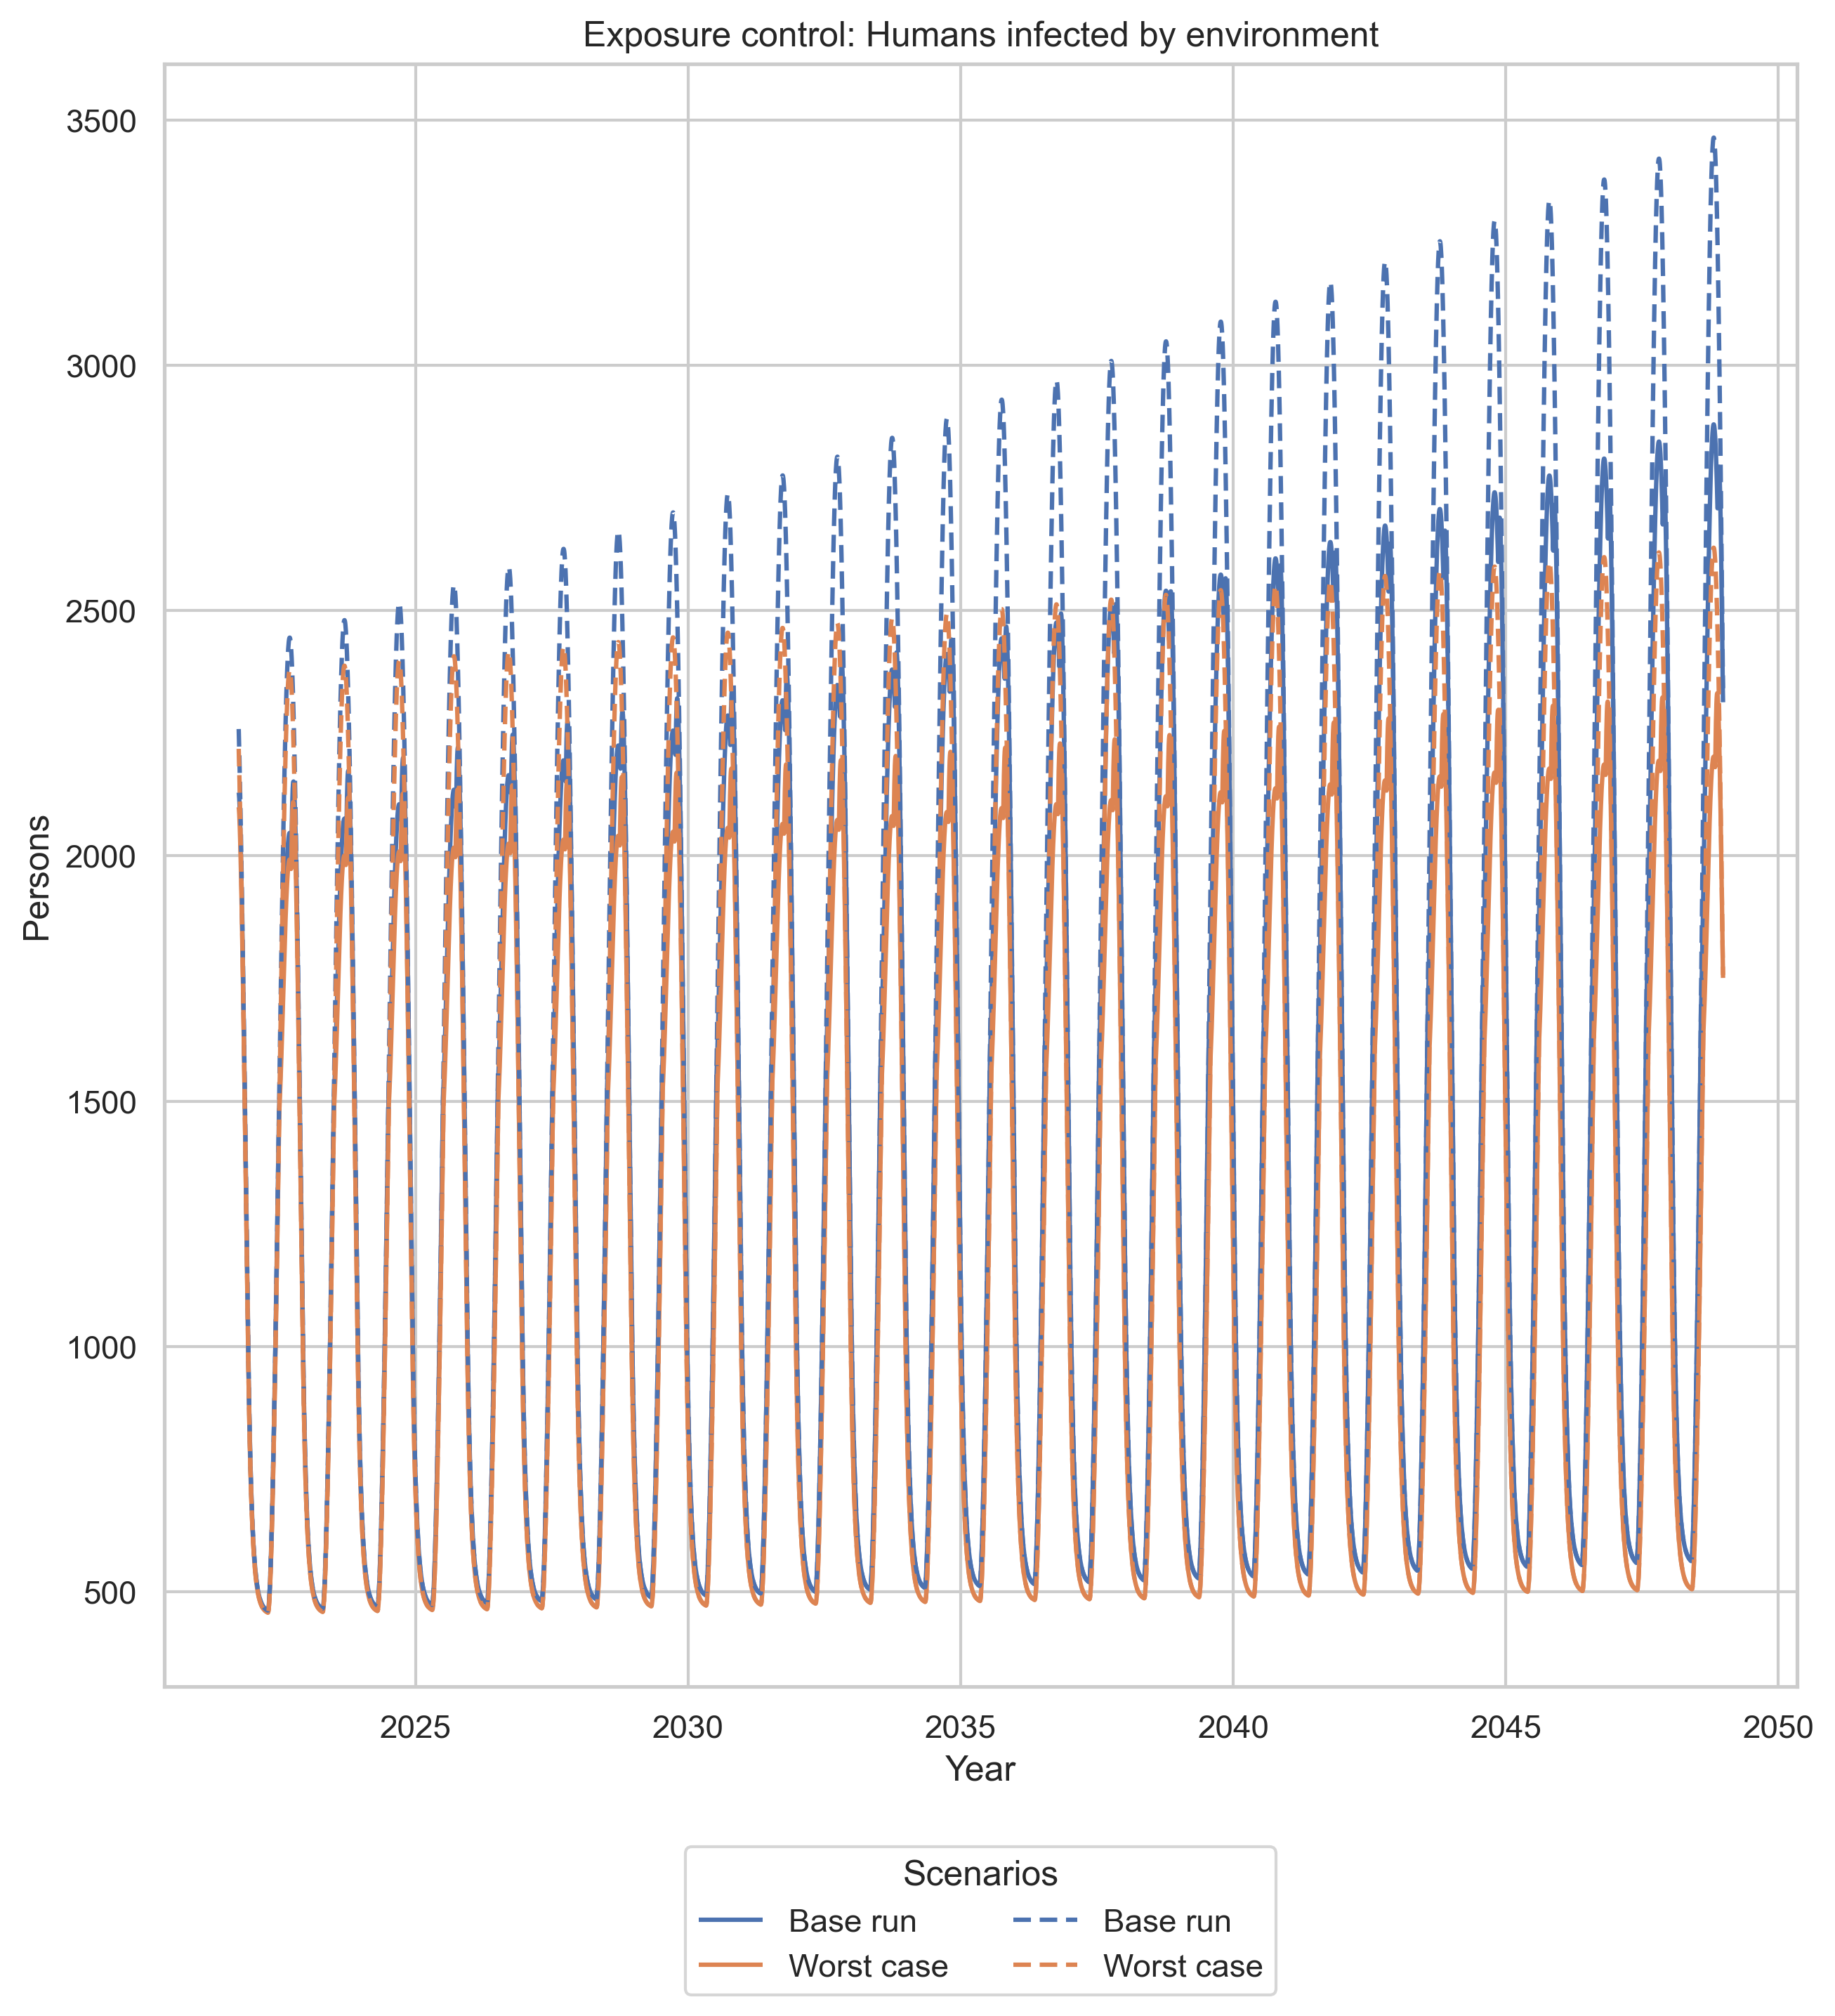 Exposure control: Humans infected by environment
3500
3000
2500
2000
1500
1000
500
Persons
2025 2030 2035 2040 2045 2050
Year
Scenarios
Base run Base run
Worst case Worst case